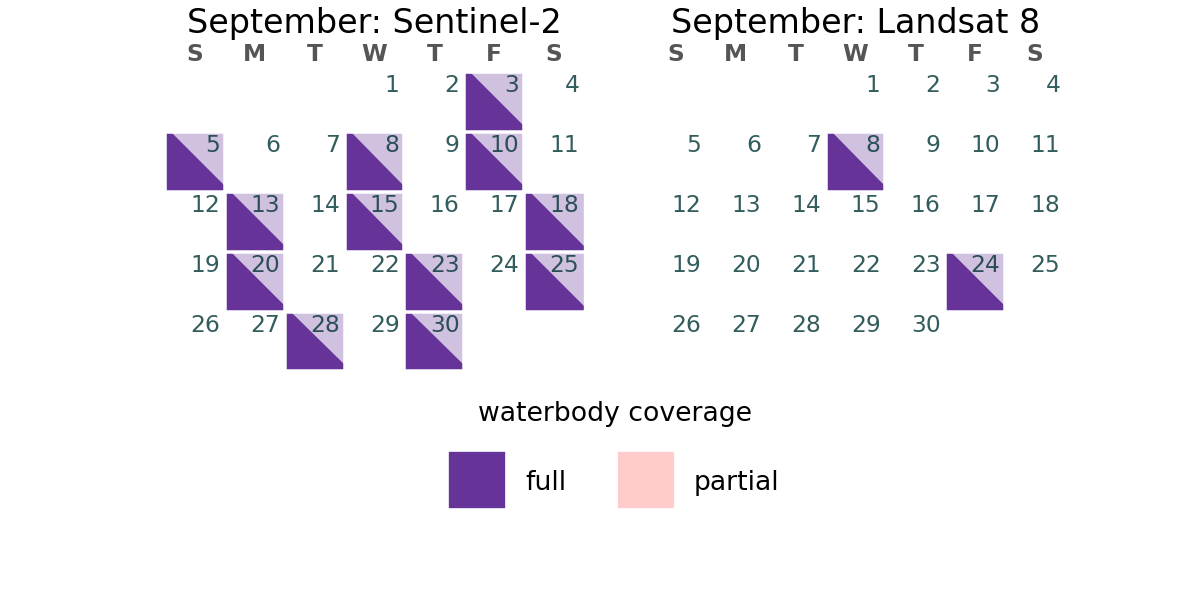 September: Sentinel-2
S M T W T F S
1 2 3 4
5 6 7 8 9 10 11
12 13 14 15 16 17 18
19 20 21 22 23 24 25
26 27 28 29 30
September: Landsat 8
S M T W T F S
1 2 3 4
5 6 7 8 9 10 11
12 13 14 15 16 17 18
19 20 21 22 23 24 25
26 27 28 29 30
waterbody coverage
full partial